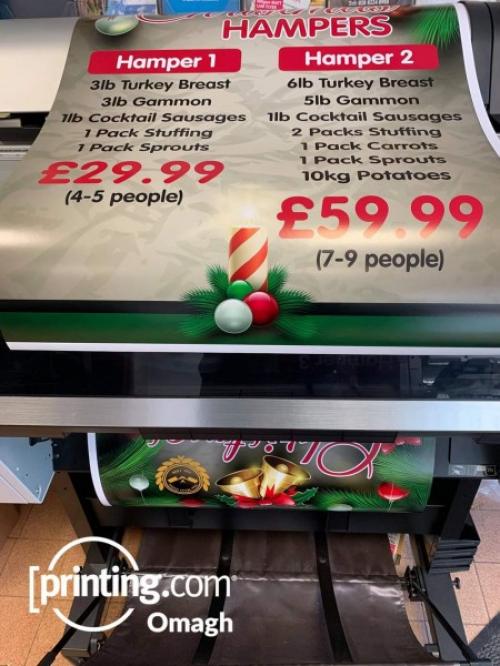 HAMPERS
Hamper 1
3lb Turkey Breast
3lb Gammon
1lb Cocktail Sausages
1 Pack Stuffing
1 Pack Sprouts
£29.99
(4-5 people)
Hamper 2
6lb Turkey Breast
5lb Gammon
1lb Cocktail Sausages
2 Packs Stuffing
1 Pack Carrots
1 Pack Sprouts
10kg Potatoes
£59.99
(7-9 people)
[printing.com]
Omagh